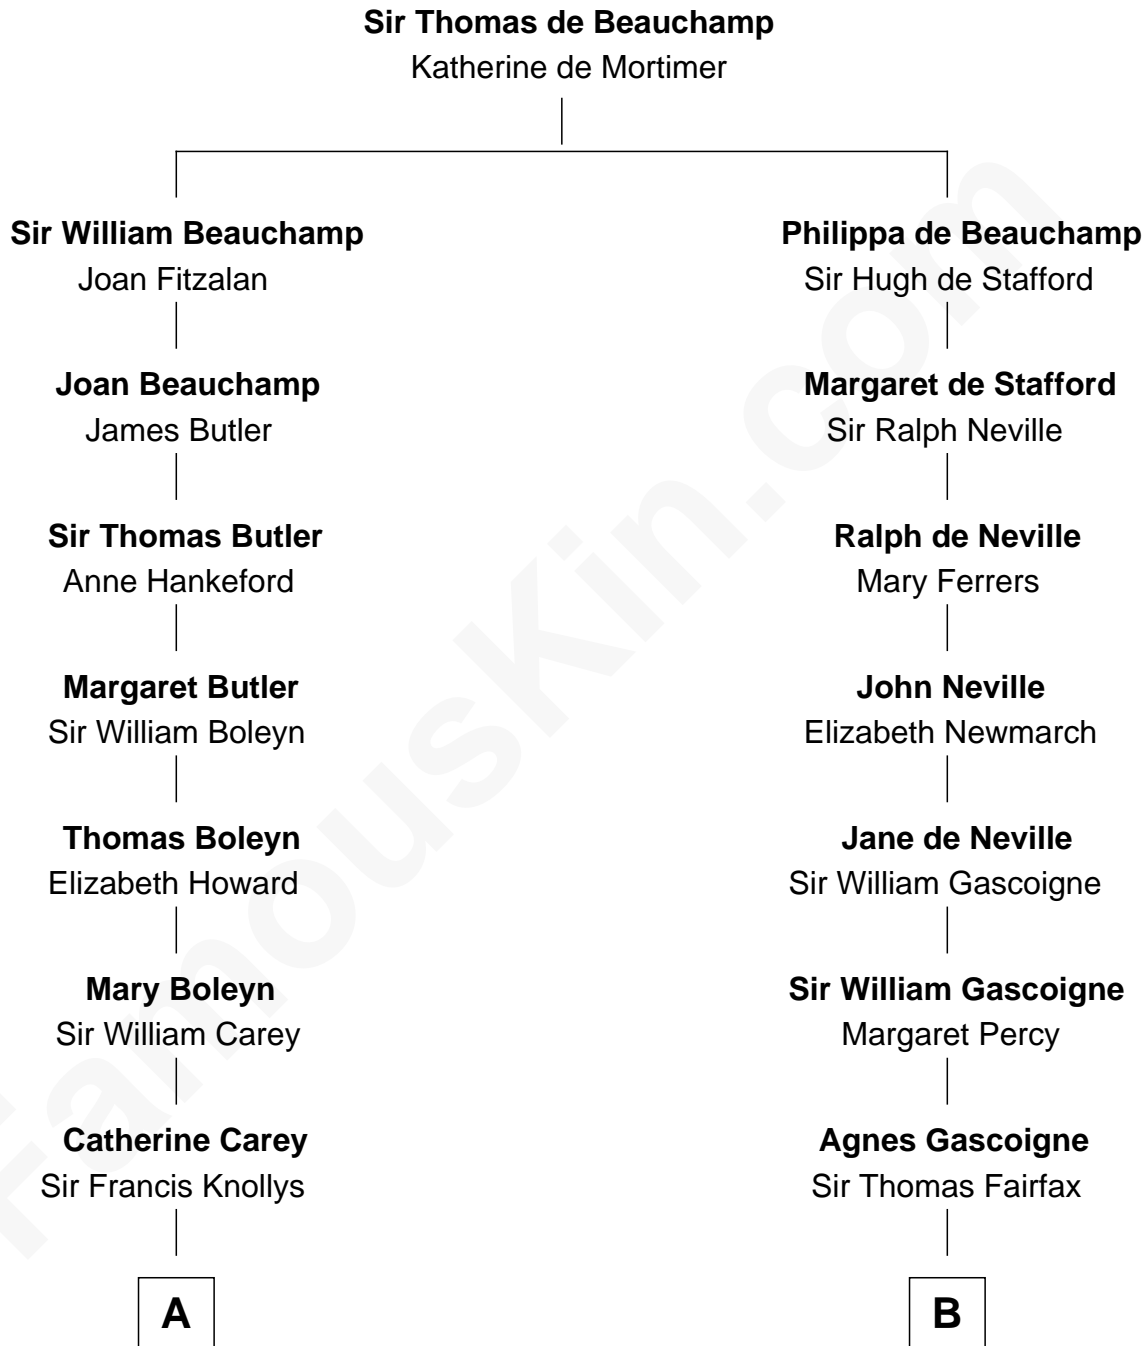 Sir Thomas de Beauchamp
Katherine de Mortimer
Sir William Beauchamp
Joan Fitzalan
Philippa de Beauchamp
Sir Hugh de Stafford
Joan Beauchamp
James Butler
Margaret de Stafford
Sir Ralph Neville
Sir Thomas Butler
Anne Hankeford
Ralph de Neville
Mary Ferrers
Margaret Butler
Sir William Boleyn
John Neville
Elizabeth Newmarch
Thomas Boleyn
Elizabeth Howard
Jane de Neville
Sir William Gascoigne
Mary Boleyn
Sir William Carey
Sir William Gascoigne
Margaret Percy
Catherine Carey
Sir Francis Knollys
Agnes Gascoigne
Sir Thomas Fairfax
A
B
FamousKin.com